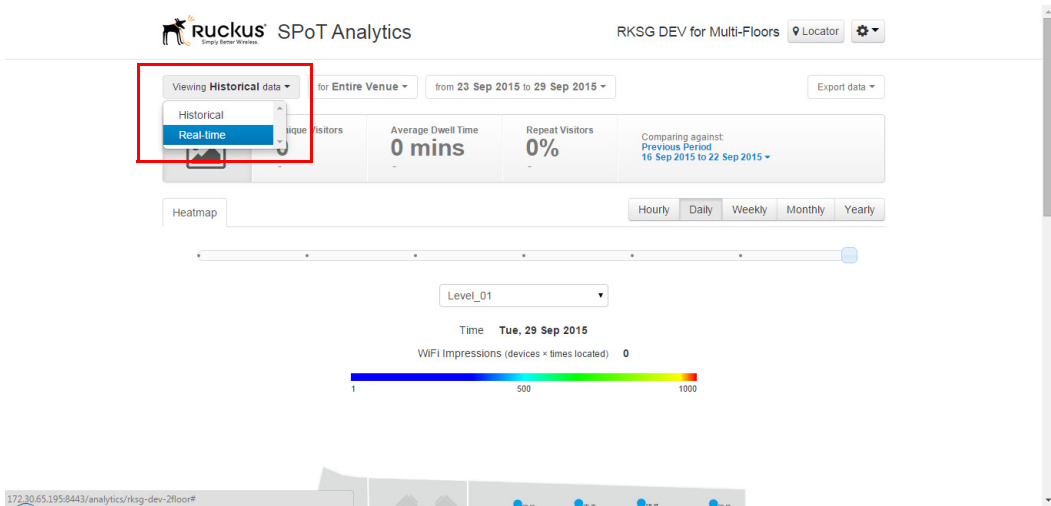 RUCKUS SPoT Analytics
Simply Better Wireless.
RKSG DEV for Multi-Floors
Locator
Viewing Historical data
for Entire Venue
from 23 Sep 2015 to 29 Sep 2015
Export data
Historical
Real-time
ique Visitors
0
-
Average Dwell Time
0 mins
-
Repeat Visitors
0%
-
Comparing against:
Previous Period
16 Sep 2015 to 22 Sep 2015
Heatmap
Hourly Daily Weekly Monthly Yearly
Level_01
Time Tue, 29 Sep 2015
WiFi Impressions (devices × times located) 0
1 500 1000
172.30.65.195:8443/analytics/rksg-dev-2floor#